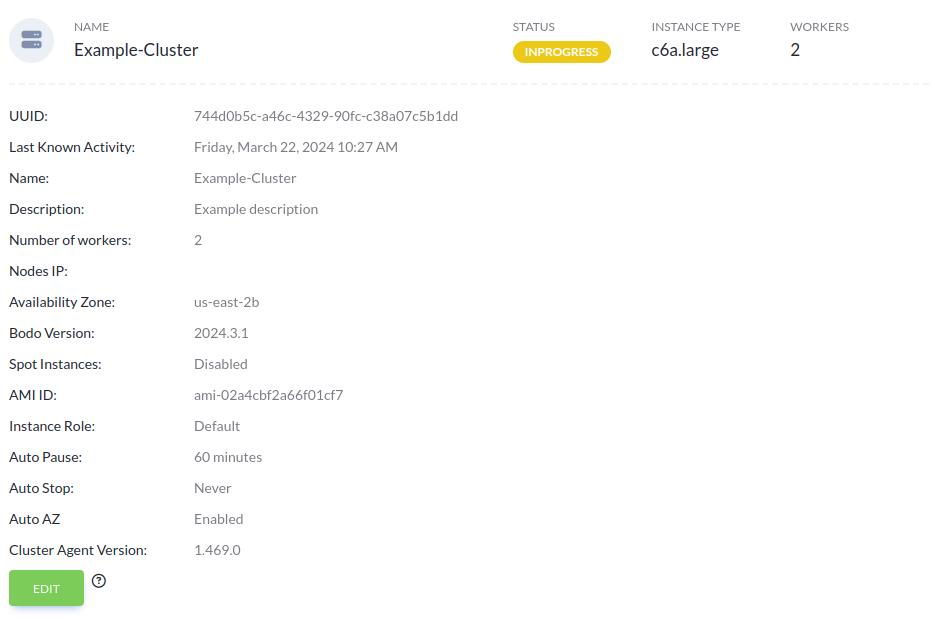 NAME STATUS INSTANCE TYPE WORKERS
Example-Cluster INPROGRESS c6a.large 2
UUID: 744d0b5c-a46c-4329-90fc-c38a07c5b1dd
Last Known Activity: Friday, March 22, 2024 10:27 AM
Name: Example-Cluster
Description: Example description
Number of workers: 2
Nodes IP:
Availability Zone: us-east-2b
Bodo Version: 2024.3.1
Spot Instances: Disabled
AMI ID: ami-02a4cbf2a66f01cf7
Instance Role: Default
Auto Pause: 60 minutes
Auto Stop: Never
Auto AZ Enabled
Cluster Agent Version: 1.469.0
EDIT ?